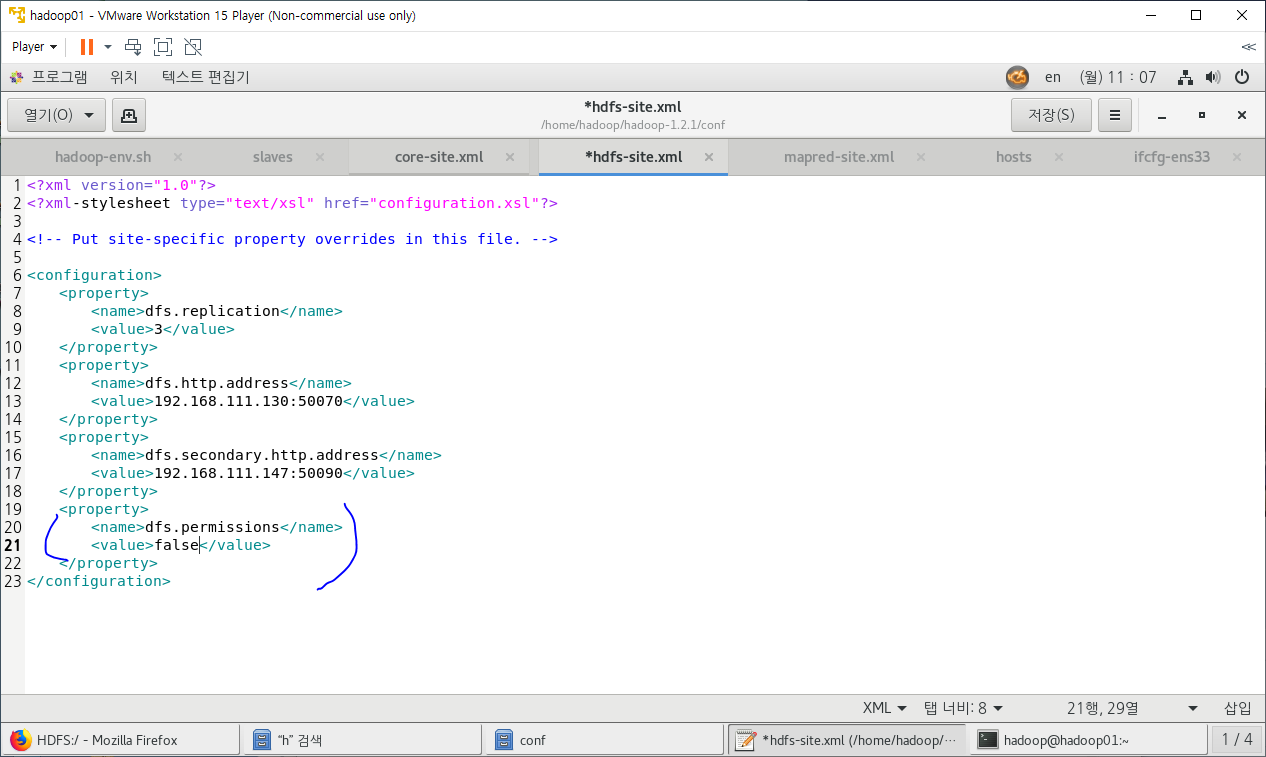 hadoop01 - VMware Workstation 15 Player (Non-commercial use only)
Player
프로그램 위치 텍스트 편집기 en (월) 11 : 07
열기(O) *hdfs-site.xml 저장(S)
/home/hadoop/hadoop-1.2.1/conf
hadoop-env.sh slaves core-site.xml *hdfs-site.xml mapred-site.xml hosts ifcfg-ens33
1 <?xml version="1.0"?>
2 <?xml-stylesheet type="text/xsl" href="configuration.xsl"?>
3
4 <!-- Put site-specific property overrides in this file. -->
5
6 <configuration>
7 <property>
8 <name>dfs.replication</name>
9 <value>3</value>
10 </property>
11 <property>
12 <name>dfs.http.address</name>
13 <value>192.168.111.130:50070</value>
14 </property>
15 <property>
16 <name>dfs.secondary.http.address</name>
17 <value>192.168.111.147:50090</value>
18 </property>
19 <property>
20 <name>dfs.permissions</name>
21 <value>false</value>
22 </property>
23 </configuration>
XML 탭 너비: 8 21행, 29열 삽입
HDFS:/ - Mozilla Firefox “h” 검색 conf *hdfs-site.xml (/home/hadoop/… hadoop@hadoop01:~ 1 / 4